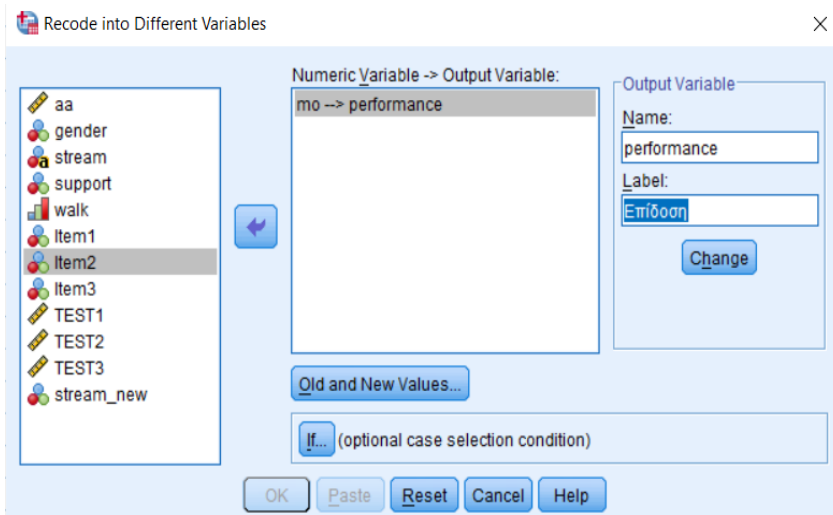 Recode into Different Variables
aa
gender
stream
support
walk
Item1
Item2
Item3
TEST1
TEST2
TEST3
stream_new
Numeric Variable -> Output Variable:
mo --> performance
Output Variable
Name:
performance
Label:
Επίδοση
Change
Old and New Values...
If... (optional case selection condition)
OK Paste Reset Cancel Help